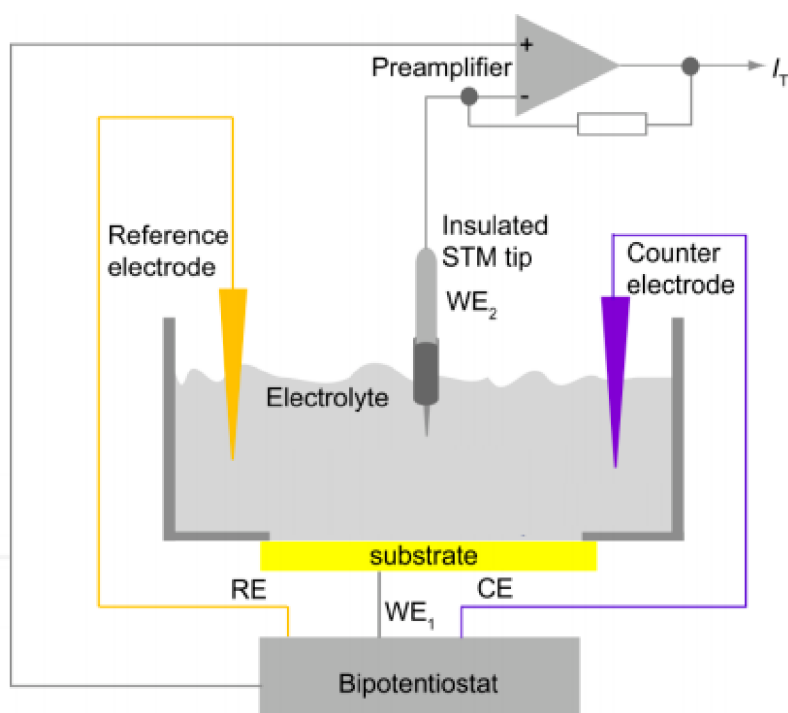 +
Preamplifier
-
I_T
Reference
electrode
Insulated
STM tip
WE₂
Counter
electrode
Electrolyte
substrate
RE
CE
WE₁
Bipotentiostat